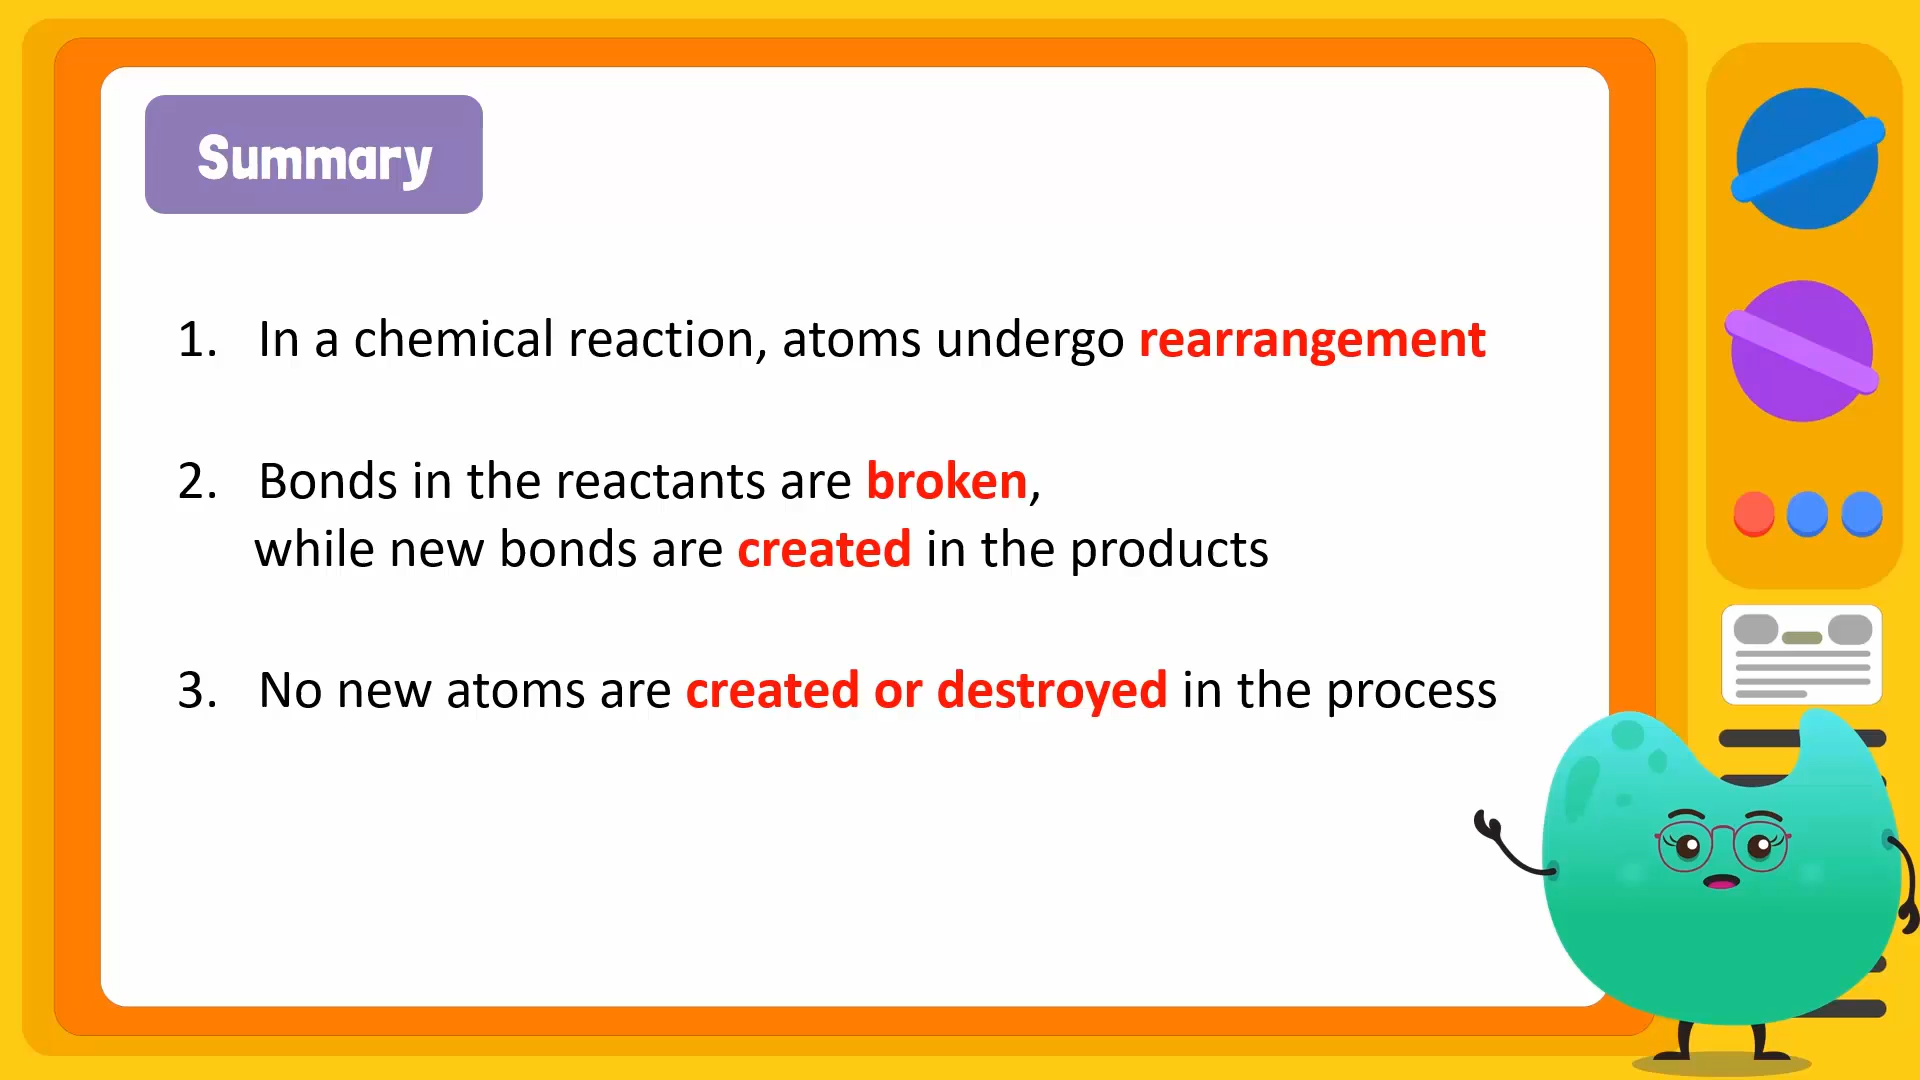 Summary
1. In a chemical reaction, atoms undergo rearrangement
2. Bonds in the reactants are broken,
while new bonds are created in the products
3. No new atoms are created or destroyed in the process